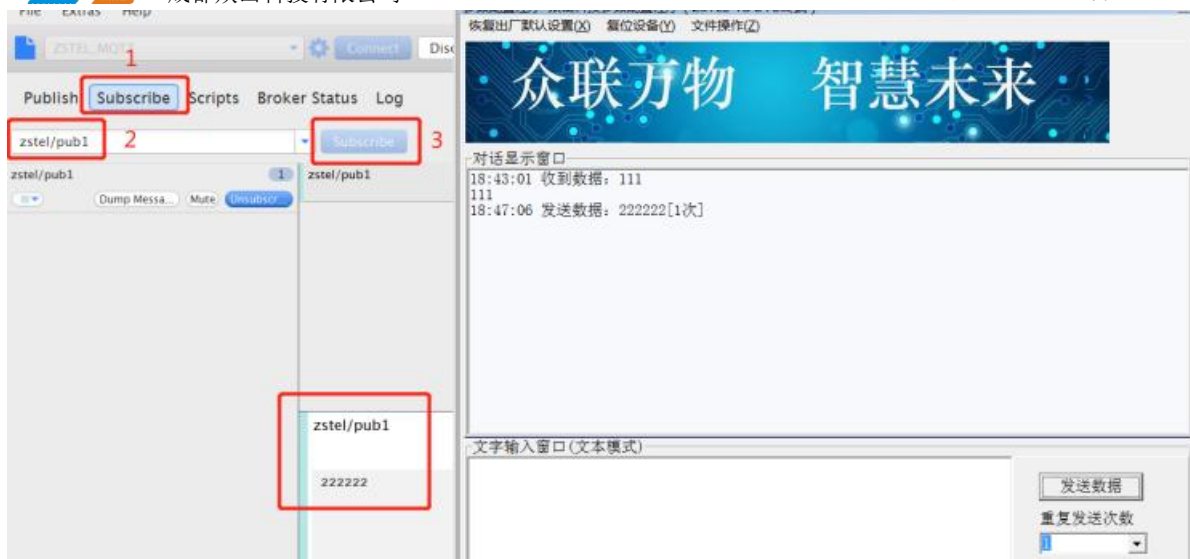 File Extras Help
ZSTEL_MQTT
Connect
Disc
1
Publish Subscribe Scripts Broker Status Log
zstel/pub1
2
Subscribe
3
zstel/pub1
1
zstel/pub1
Dump Messa...
Mute
Unsubscr...
zstel/pub1
222222
恢复出厂默认设置(X) 复位设备(Y) 文件操作(Z)
众联万物 智慧未来
对话显示窗口
18:43:01 收到数据：111
111
18:47:06 发送数据：222222[1次]
文字输入窗口(文本模式)
发送数据
重复发送次数
1